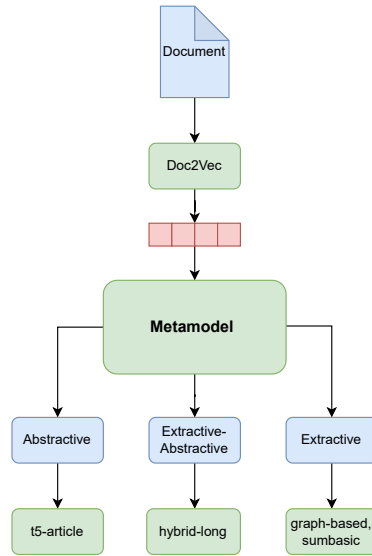 Document
Doc2Vec
Metamodel
Abstractive
Extractive-
Abstractive
Extractive
t5-article
hybrid-long
graph-based,
sumbasic